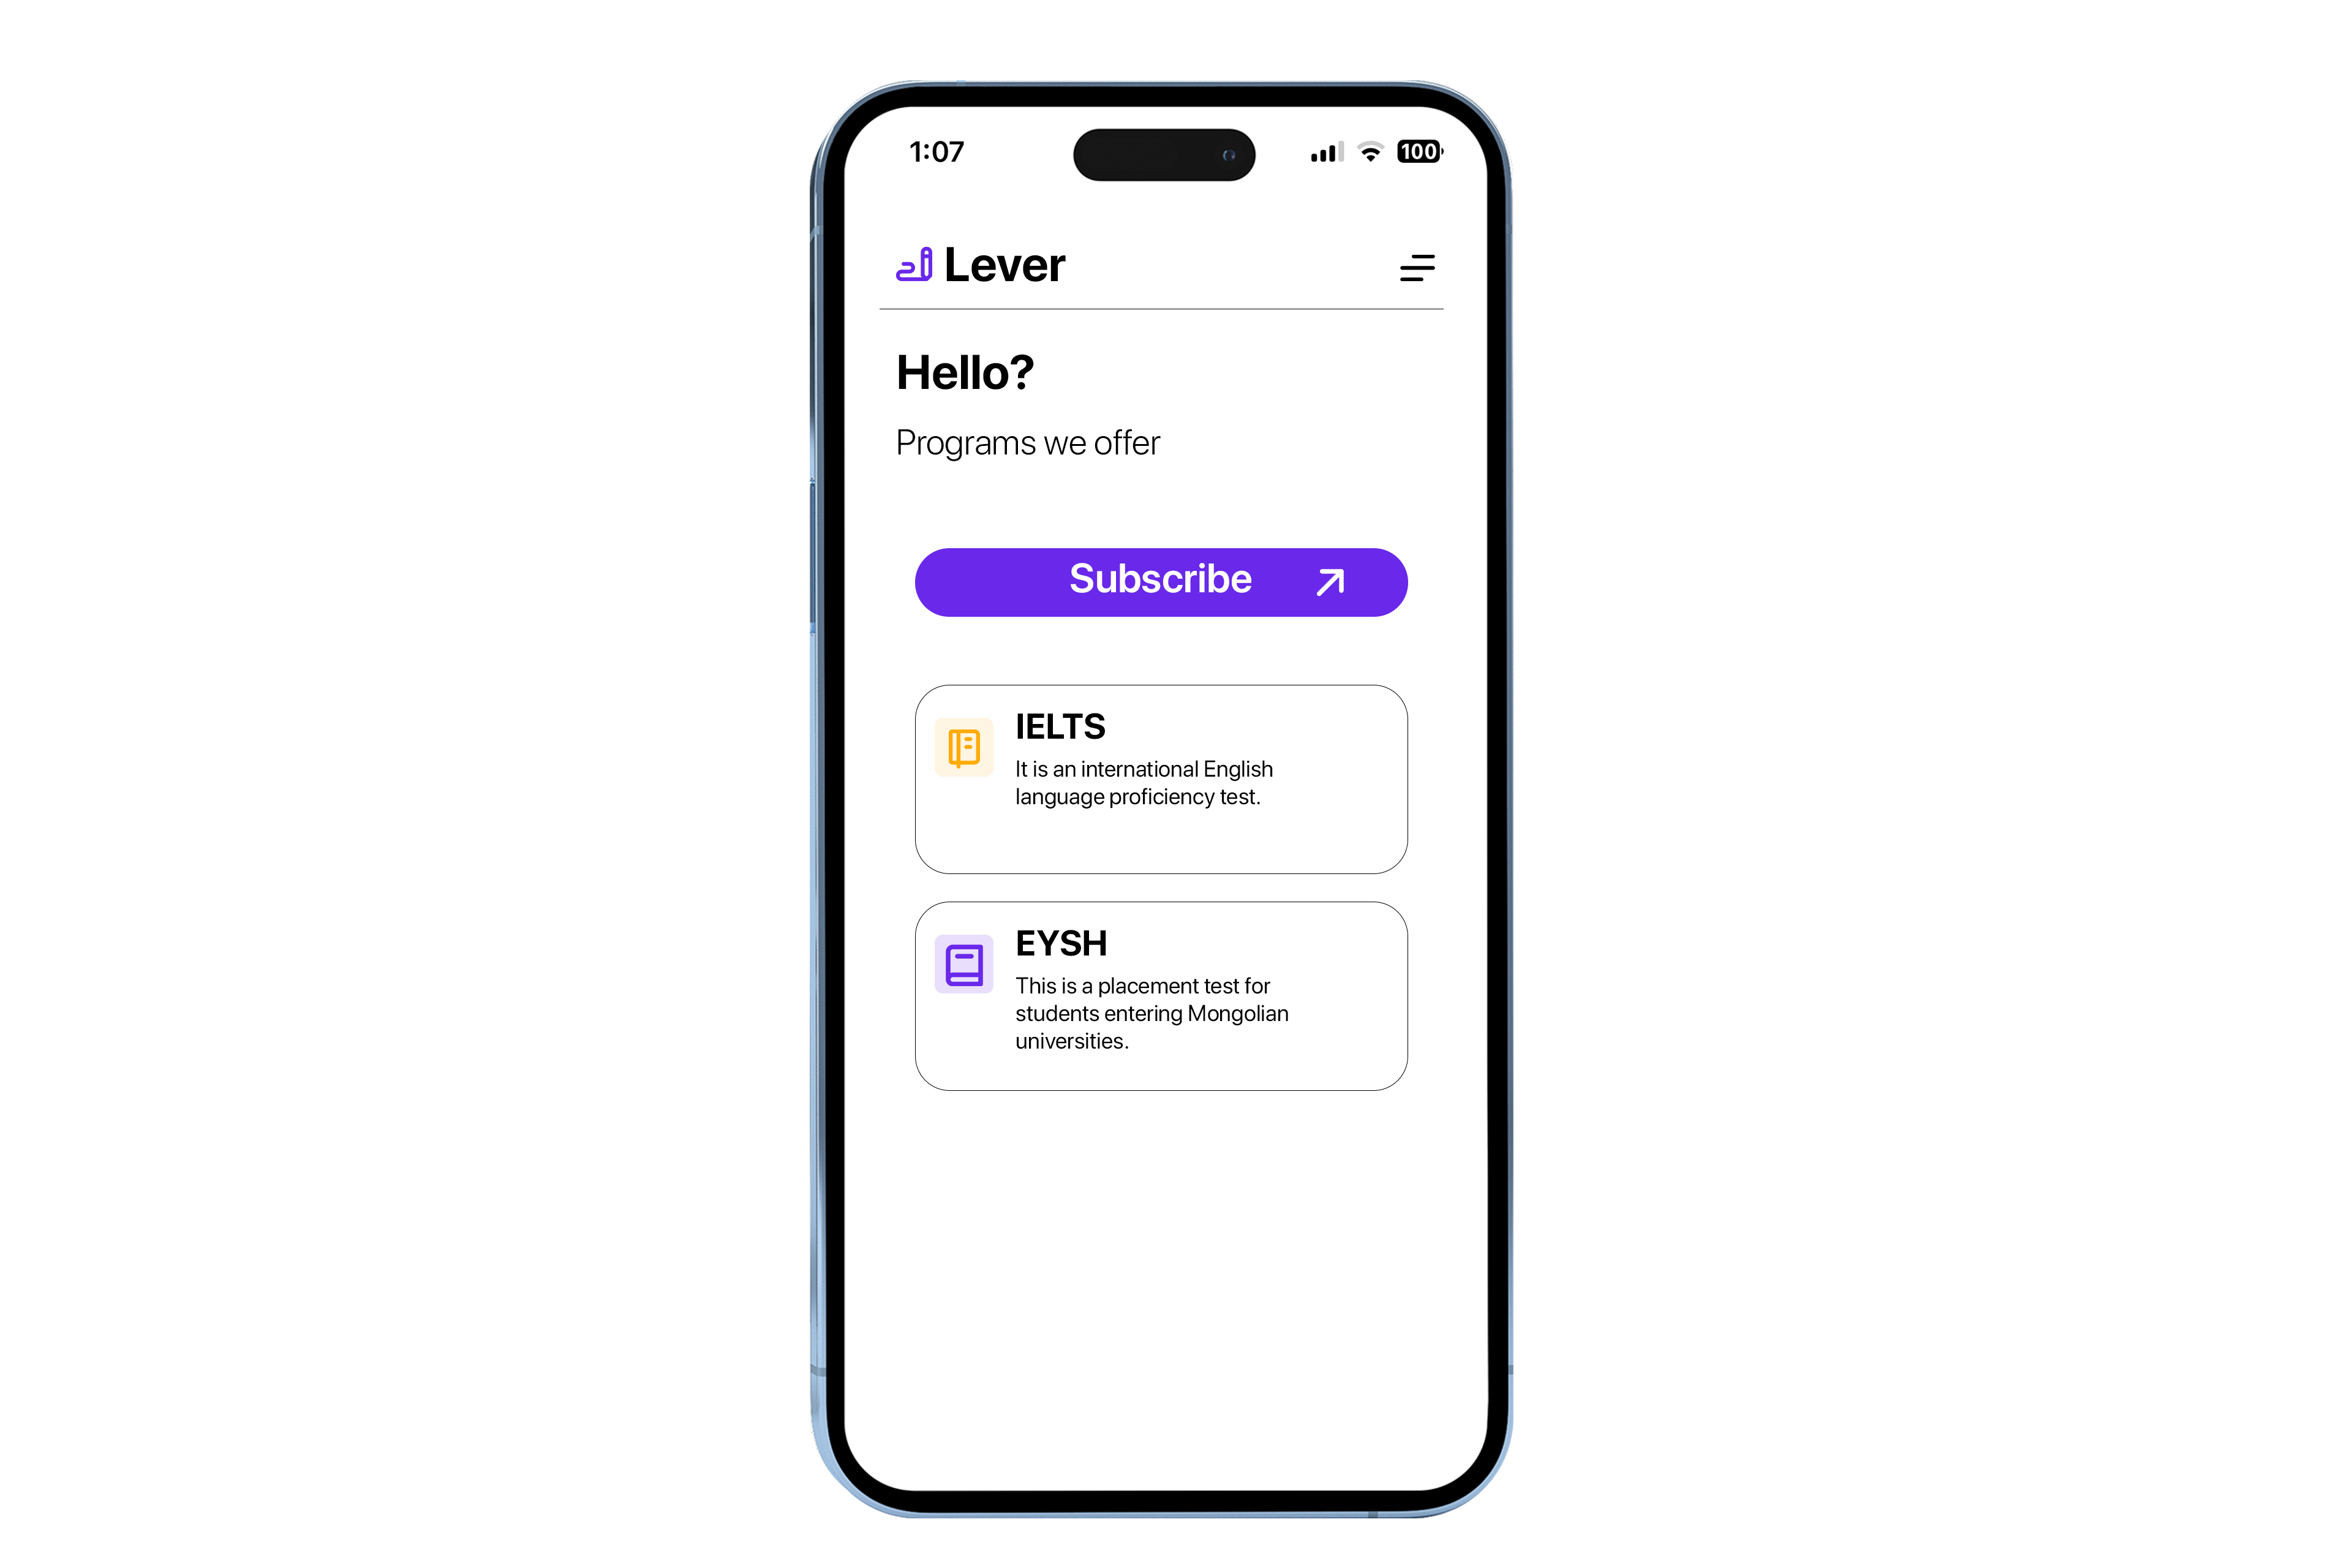 1:07
100
Lever
Hello?
Programs we offer
Subscribe
IELTS
It is an international English
language proficiency test.
EYSH
This is a placement test for
students entering Mongolian
universities.